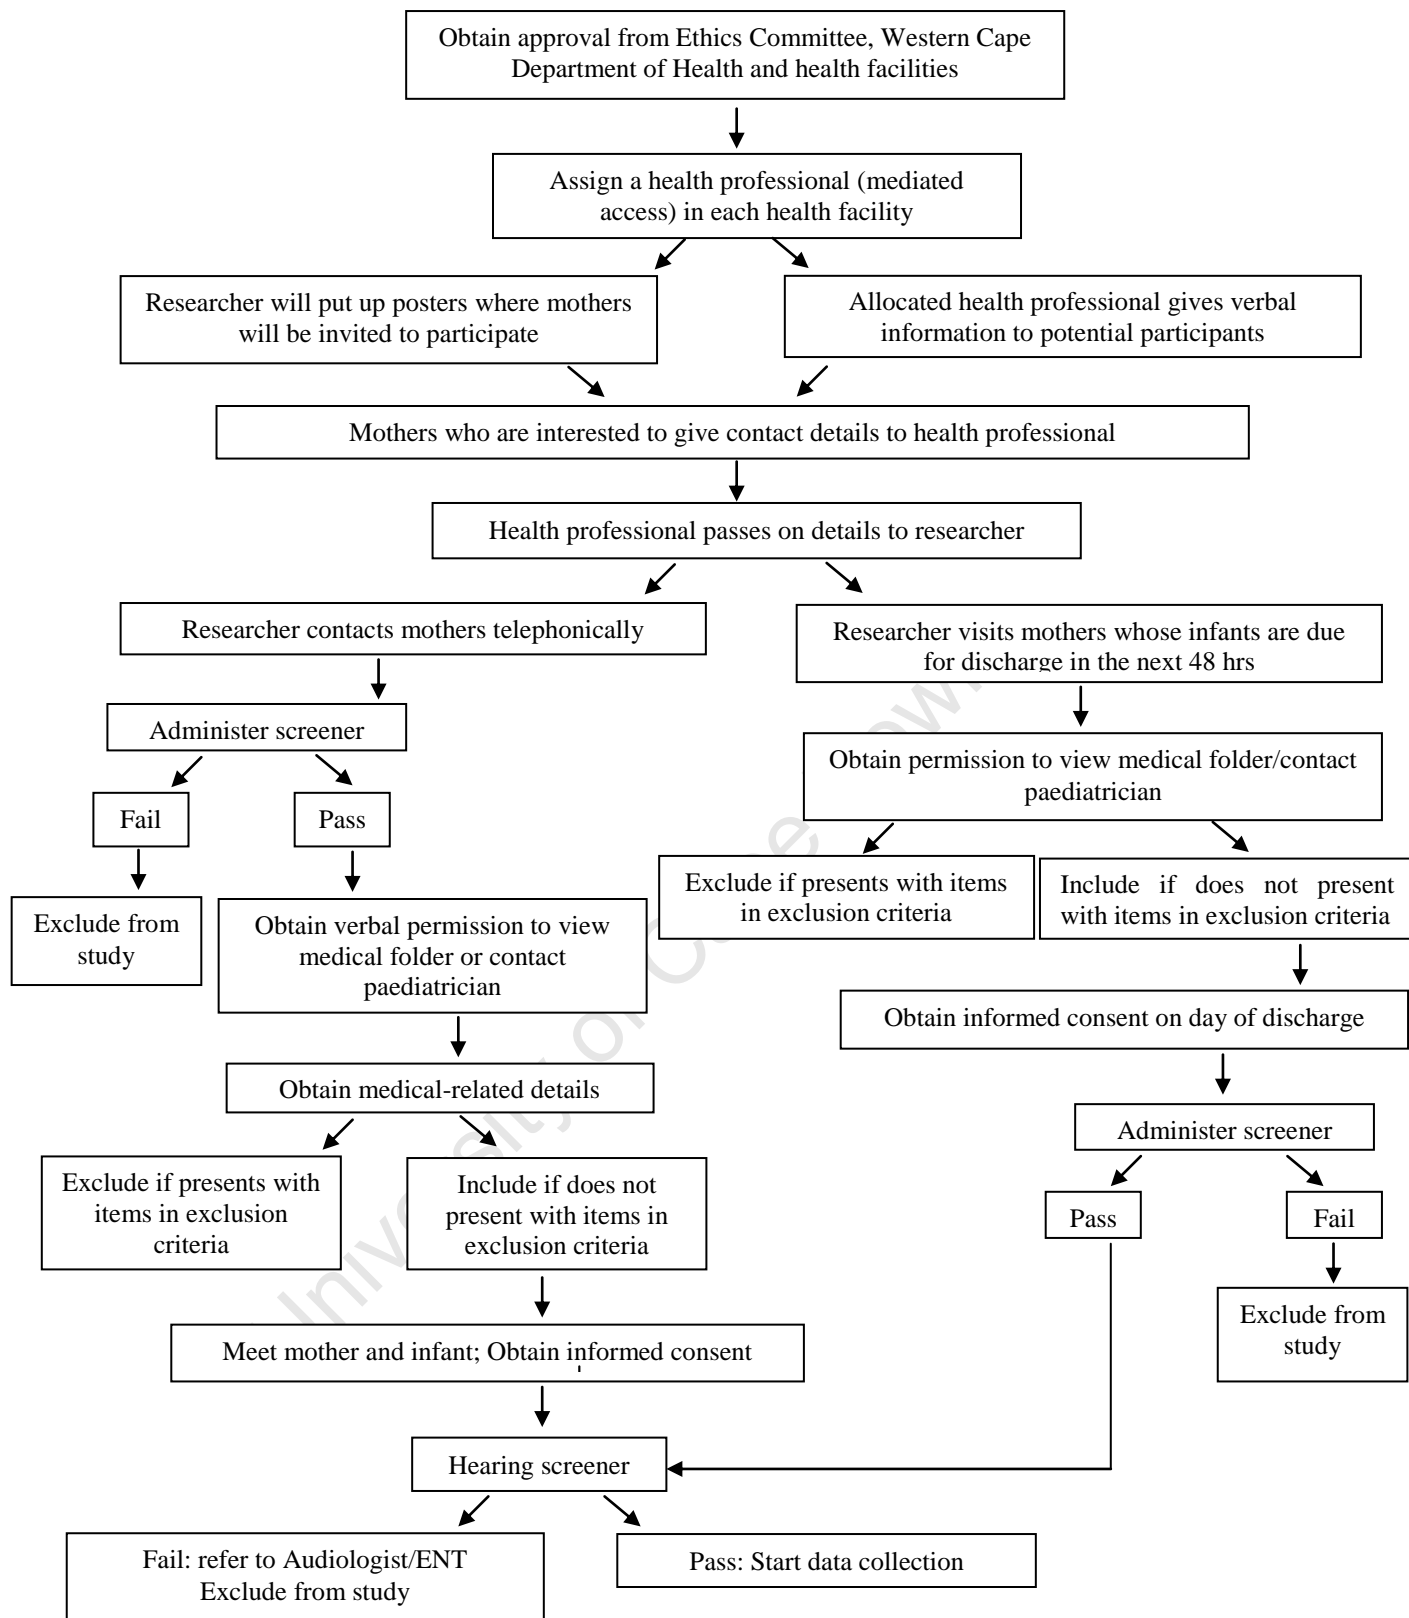 Obtain approval from Ethics Committee, Western Cape
Department of Health and health facilities
Assign a health professional (mediated
access) in each health facility
Researcher will put up posters where mothers
will be invited to participate
Allocated health professional gives verbal
information to potential participants
Mothers who are interested to give contact details to health professional
Health professional passes on details to researcher
Researcher contacts mothers telephonically
Researcher visits mothers whose infants are due
for discharge in the next 48 hrs
Administer screener
Fail
Pass
Exclude from
study
Obtain verbal permission to view
medical folder or contact
paediatrician
Obtain medical-related details
Exclude if presents with
items in exclusion
criteria
Include if does not
present with items in
exclusion criteria
Meet mother and infant; Obtain informed consent
Obtain permission to view medical folder/contact
paediatrician
Exclude if presents with items
in exclusion criteria
Include if does not present
with items in exclusion criteria
Obtain informed consent on day of discharge
Administer screener
Pass
Fail
Exclude from
study
Hearing screener
Fail: refer to Audiologist/ENT
Exclude from study
Pass: Start data collection